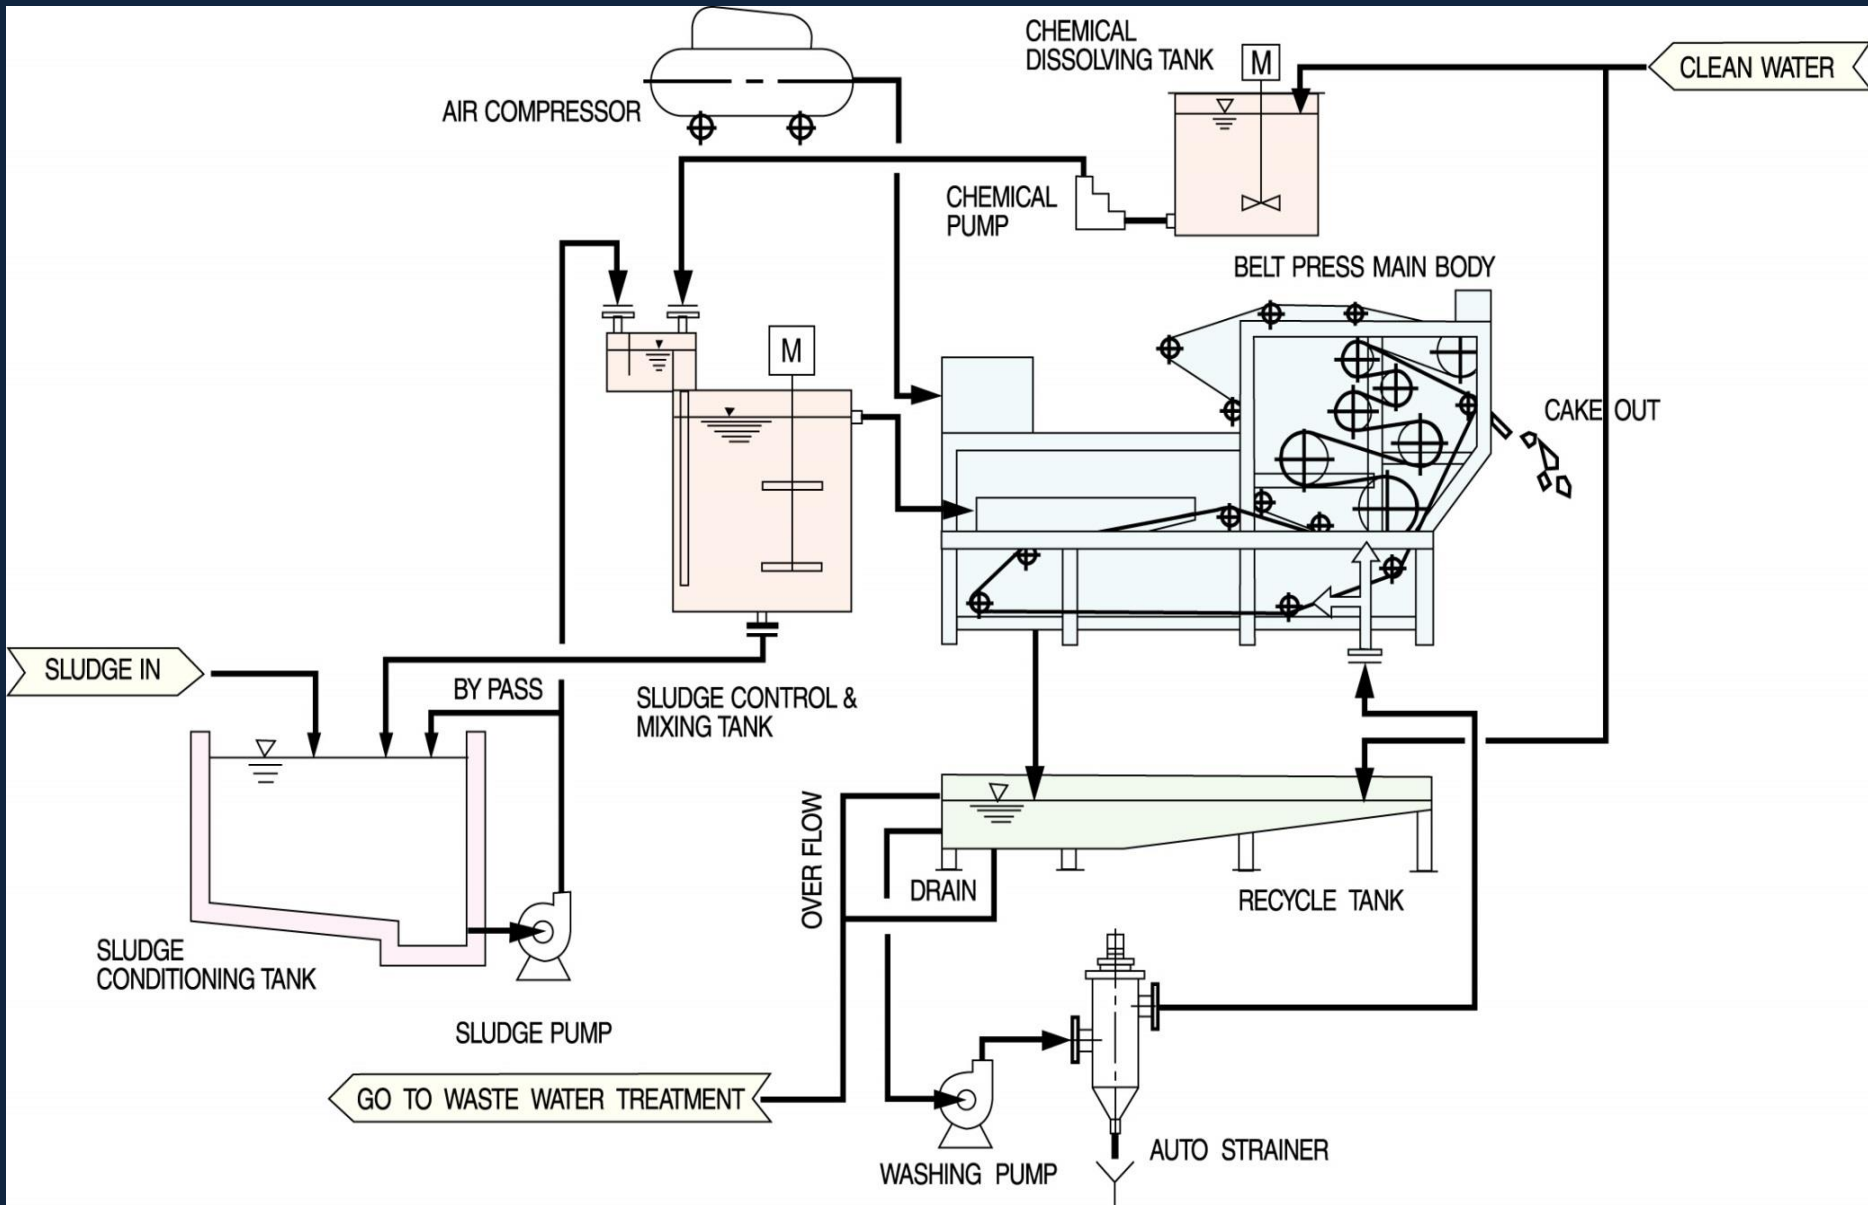 CHEMICAL
DISSOLVING TANK
M
CLEAN WATER
AIR COMPRESSOR
CHEMICAL
PUMP
BELT PRESS MAIN BODY
M
CAKE OUT
SLUDGE IN
BY PASS
SLUDGE CONTROL &
MIXING TANK
OVER FLOW
DRAIN
RECYCLE TANK
SLUDGE
CONDITIONING TANK
SLUDGE PUMP
GO TO WASTE WATER TREATMENT
WASHING PUMP
AUTO STRAINER